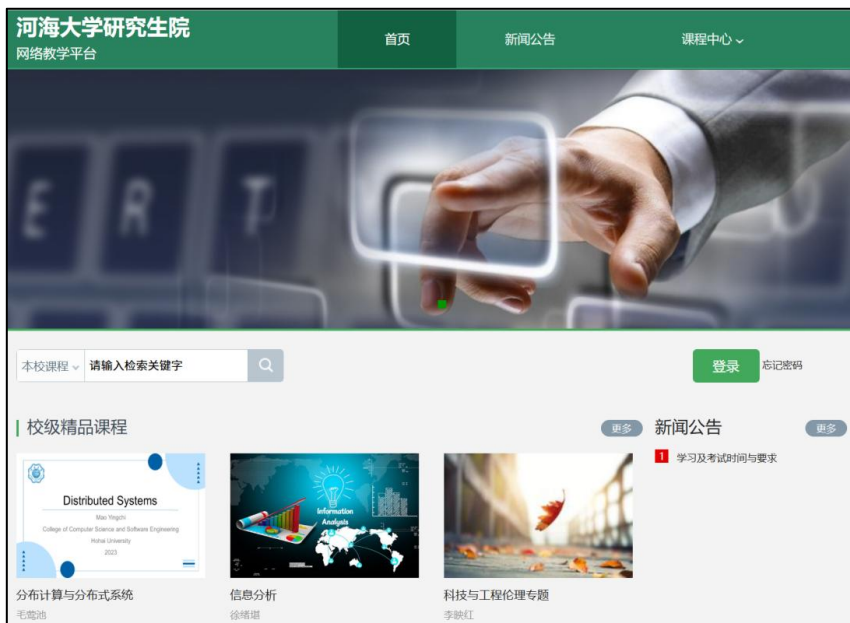 河海大学研究生院
网络教学平台
首页
新闻公告
课程中心
E R T
本校课程
请输入检索关键字
登录
忘记密码
校级精品课程
更多
新闻公告
更多
1 学习及考试时间与要求
Distributed Systems
Mao Yingchi
College of Computer Science and Software Engineering
Hohai University
2023
Information
Analysis
分布计算与分布式系统
毛莺池
信息分析
徐绪堪
科技与工程伦理专题
李映红